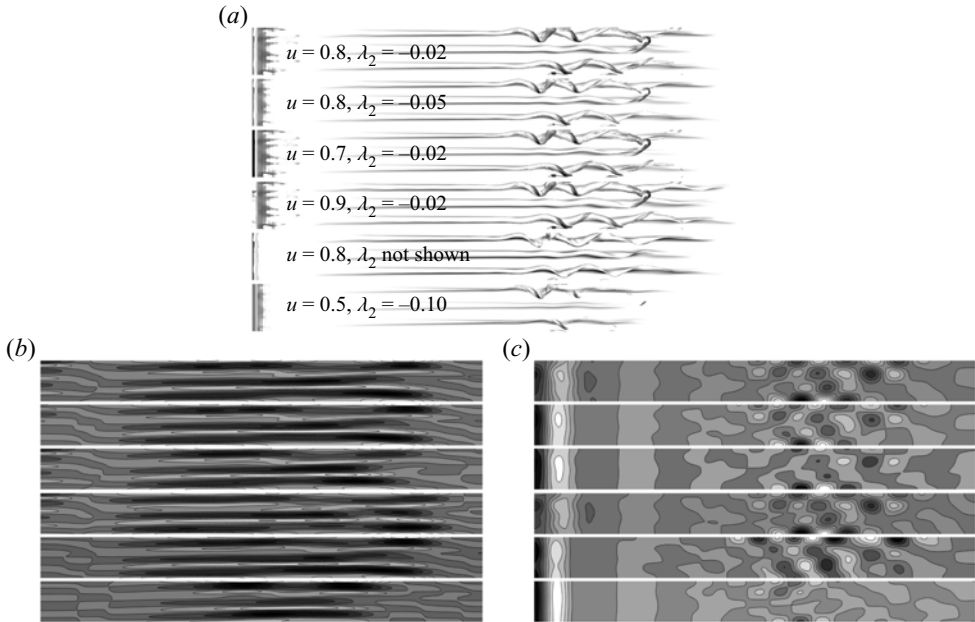 (a)
u = 0.8, λ2 = –0.02
u = 0.8, λ2 = –0.05
u = 0.7, λ2 = –0.02
u = 0.9, λ2 = –0.02
u = 0.8, λ2 not shown
u = 0.5, λ2 = –0.10
(b)
(c)